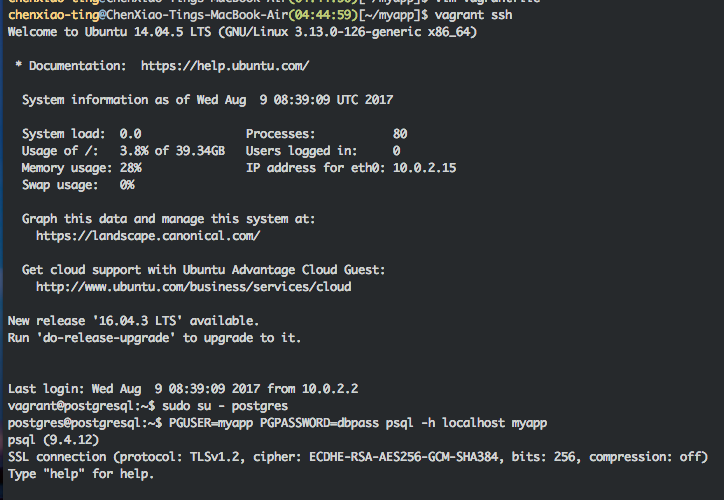 chenxiao-ting@ChenXiao-Tings-MacBook-Air(04:44:59)[~/myapp]$ vagrant ssh
Welcome to Ubuntu 14.04.5 LTS (GNU/Linux 3.13.0-126-generic x86_64)
* Documentation:  https://help.ubuntu.com/
System information as of Wed Aug  9 08:39:09 UTC 2017
System load:  0.0                Processes:           80
Usage of /:   3.8% of 39.34GB   Users logged in:     0
Memory usage: 28%                IP address for eth0: 10.0.2.15
Swap usage:   0%
Graph this data and manage this system at:
https://landscape.canonical.com/
Get cloud support with Ubuntu Advantage Cloud Guest:
http://www.ubuntu.com/business/services/cloud
New release '16.04.3 LTS' available.
Run 'do-release-upgrade' to upgrade to it.
Last login: Wed Aug  9 08:39:09 2017 from 10.0.2.2
vagrant@postgresql:~$ sudo su - postgres
postgres@postgresql:~$ PGUSER=myapp PGPASSWORD=dbpass psql -h localhost myapp
psql (9.4.12)
SSL connection (protocol: TLSv1.2, cipher: ECDHE-RSA-AES256-GCM-SHA384, bits: 256, compression: off)
Type "help" for help.